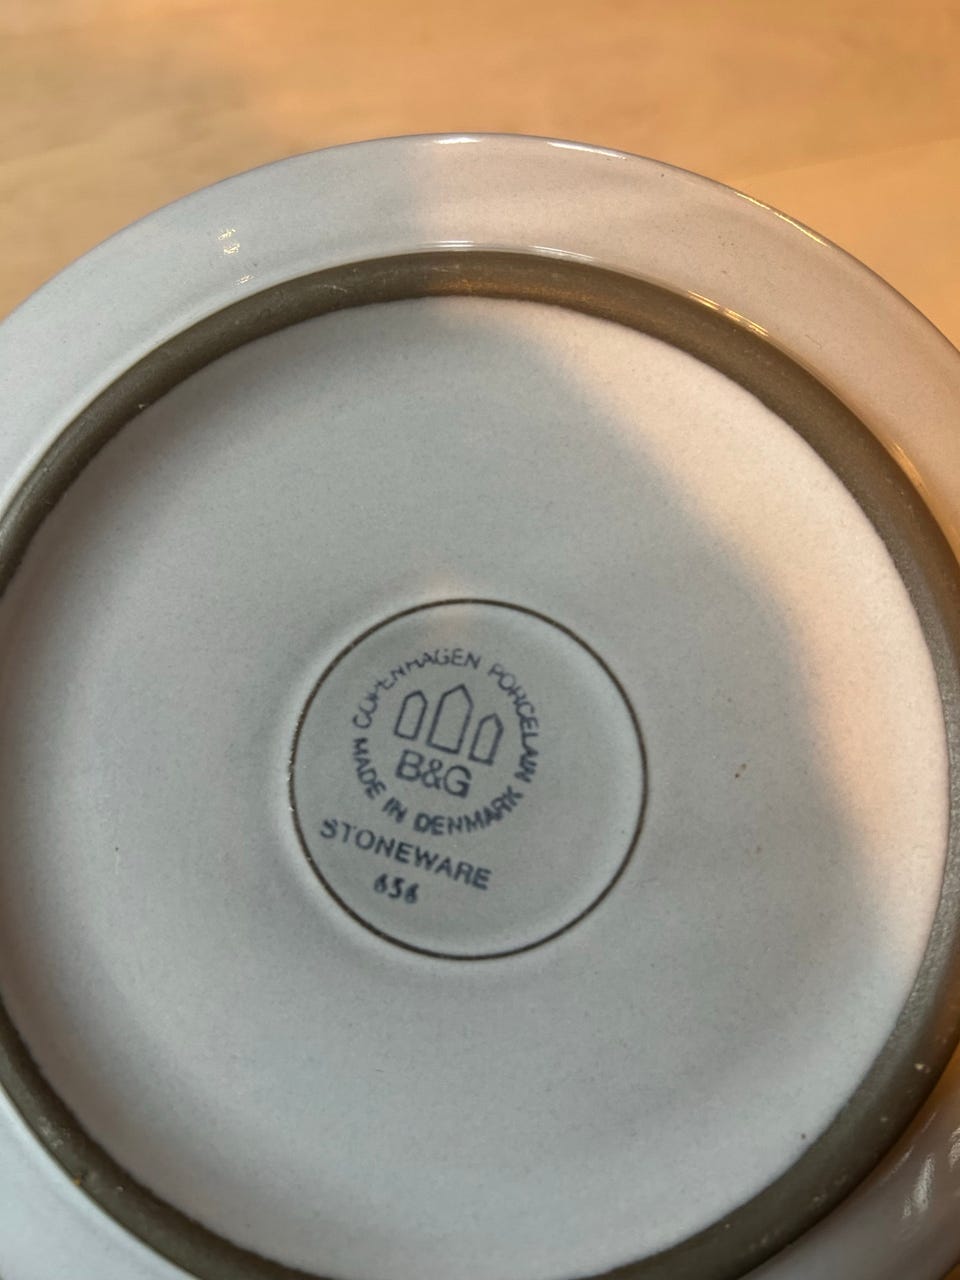 COPENHAGEN PORCELAIN
B&G
MADE IN DENMARK
STONEWARE
656